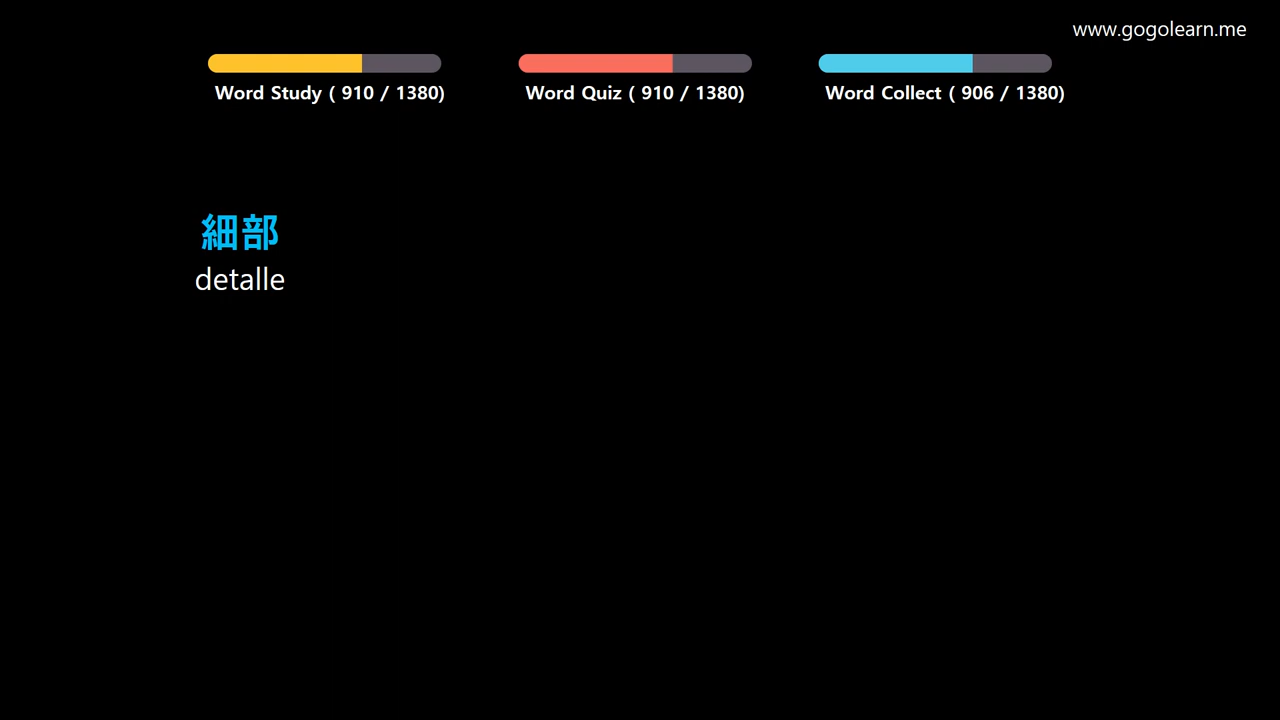 www.gogolearn.me
Word Study ( 910 / 1380)
Word Quiz ( 910 / 1380)
Word Collect ( 906 / 1380)
細部
detalle